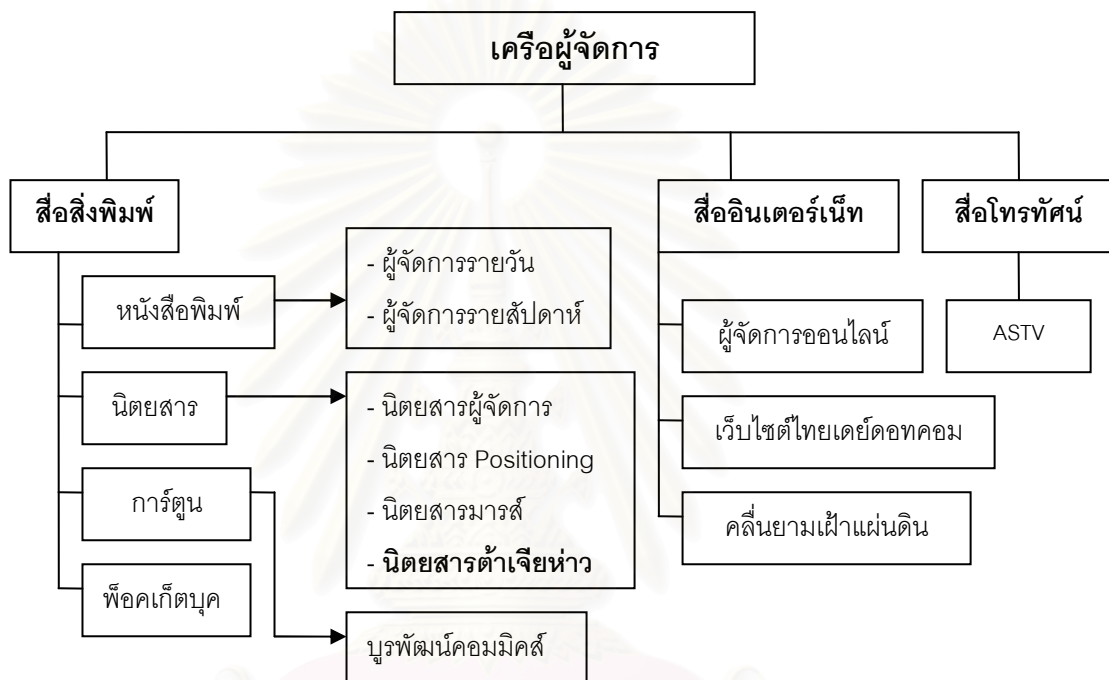 เครือผู้จัดการ
สื่อสิ่งพิมพ์
หนังสือพิมพ์
- ผู้จัดการรายวัน
- ผู้จัดการรายสัปดาห์
นิตยสาร
- นิตยสารผู้จัดการ
- นิตยสาร Positioning
- นิตยสารมารส์
- นิตยสารต้าเจียห่าว
การ์ตูน
บูรพัฒน์คอมมิคส์
พ็อคเก็ตบุค
สื่ออินเตอร์เน็ท
ผู้จัดการออนไลน์
เว็บไซต์ไทยเดย์ดอทคอม
คลื่นยามเฝ้าแผ่นดิน
สื่อโทรทัศน์
ASTV